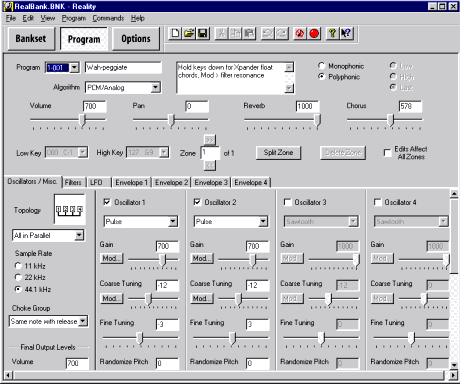 RealBank.BNK - Reality
File Edit View Program Commands Help
Bankset Program Options
Program 1-001 Wah-peggiate
Hold keys down for Xpander float
chords, Mod > filter resonance
Monophonic
Polyphonic
Low
High
Last
Algorithm PCM/Analog
Volume 700 Pan 0 Reverb 1000 Chorus 578
Low Key 000 C-1 High Key 127 G9 Zone 1 of 1 Split Zone Delete Zone Edits Affect
All Zones
Oscillators / Misc. Filters LFO Envelope 1 Envelope 2 Envelope 3 Envelope 4
Topology
All in Parallel
Sample Rate
11 kHz
22 kHz
44.1 kHz
Choke Group
Same note with release
Final Output Levels
Volume 700
Oscillator 1 Oscillator 2 Oscillator 3 Oscillator 4
Pulse Pulse Sawtooth Sawtooth
Gain 700 Gain 700 Gain 1000 Gain 1000
Mod... Mod... Mod... Mod...
Coarse Tuning -12 Coarse Tuning -12 Coarse Tuning -12 Coarse Tuning 0
Mod... Mod... Mod... Mod...
Fine Tuning -3 Fine Tuning 3 Fine Tuning 0 Fine Tuning 0
Randomize Pitch 0 Randomize Pitch 0 Randomize Pitch 0 Randomize Pitch 0